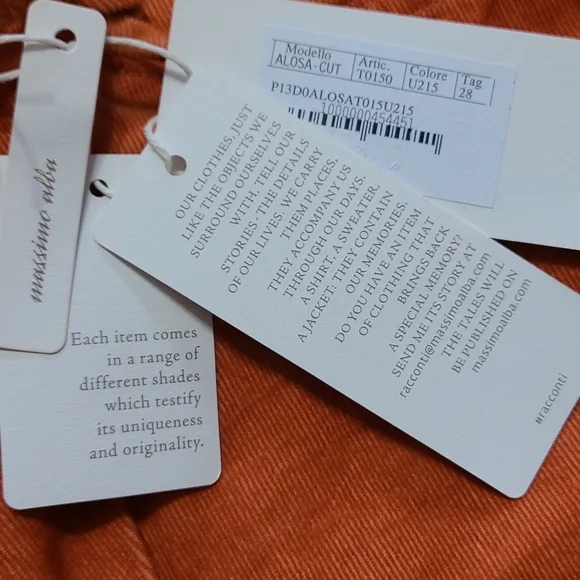 massimo alba
Each item comes
in a range of
different shades
which testify
its uniqueness
and originality.
OUR CLOTHES, JUST
LIKE THE OBJECTS WE
SURROUND OURSELVES
WITH, TELL OUR
STORIES - THE DETAILS
OF OUR LIVES. WE CARRY
THEM PLACES,
THEY ACCOMPANY US
THROUGH OUR DAYS.
A SHIRT, A SWEATER,
A JACKET: THEY CONTAIN
OUR MEMORIES.
DO YOU HAVE AN ITEM
OF CLOTHING THAT
BRINGS BACK
A SPECIAL MEMORY?
SEND ME ITS STORY AT
racconti@massimoalba.com
THE TALES WILL
BE PUBLISHED ON
massimoalba.com
#racconti
Modello Artic. Colore Tag
ALOSA-CUT T0150 U215 28
P13D0ALOSAT015U215
1000000454451